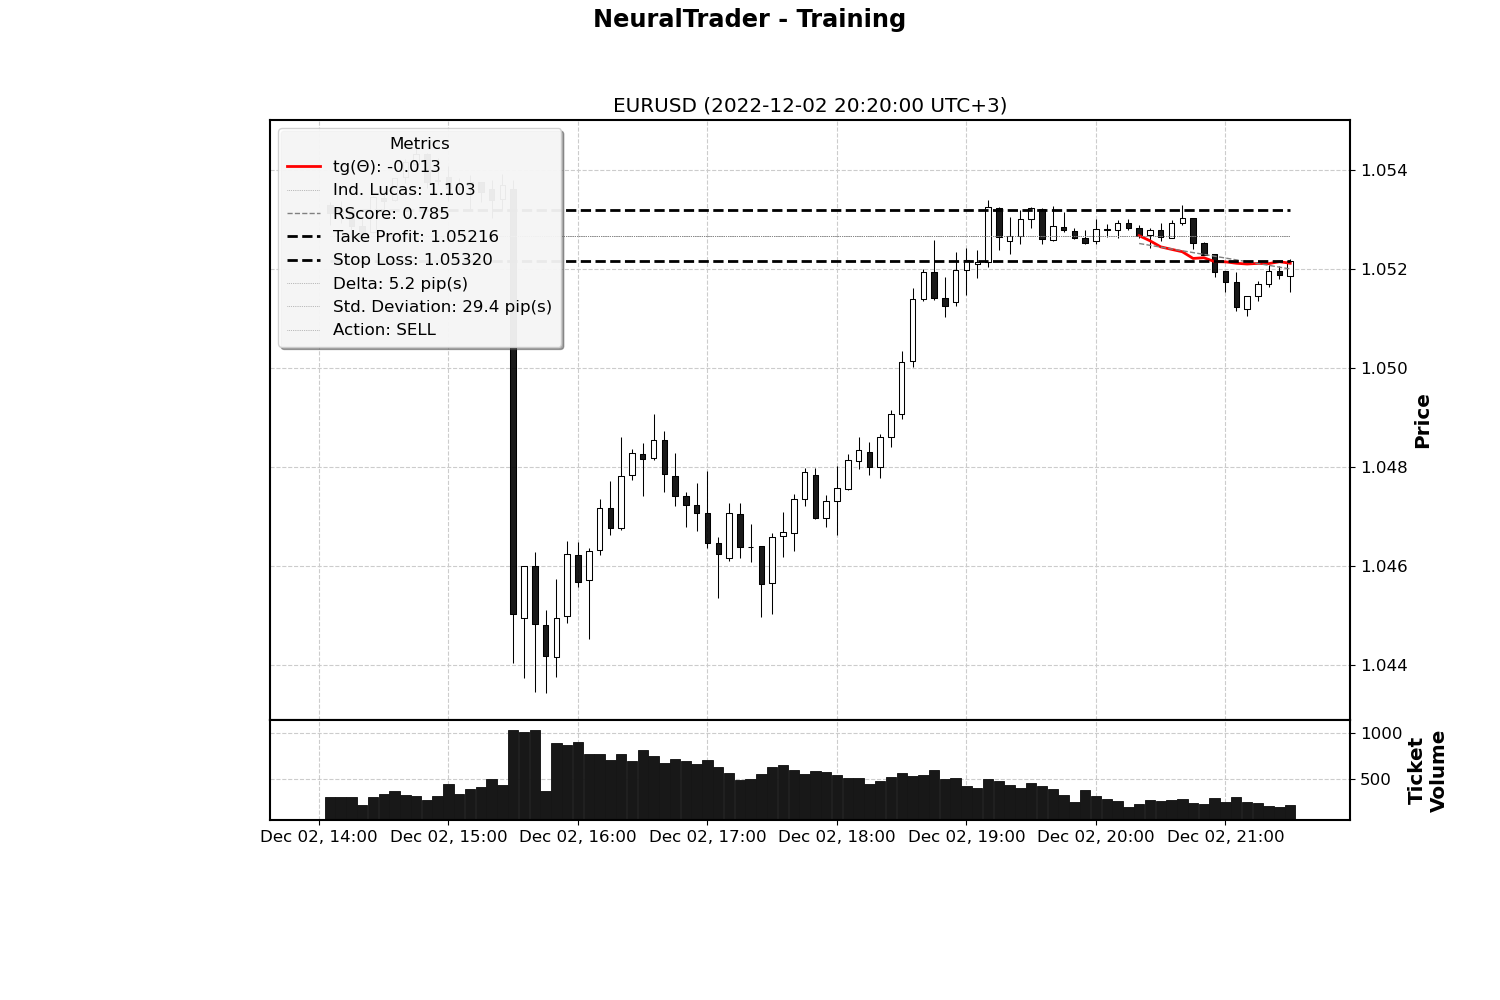 NeuralTrader - Training
EURUSD (2022-12-02 20:20:00 UTC+3)
Metrics
tg(Θ): -0.013
Ind. Lucas: 1.103
RScore: 0.785
Take Profit: 1.05216
Stop Loss: 1.05320
Delta: 5.2 pip(s)
Std. Deviation: 29.4 pip(s)
Action: SELL
1.054
1.052
1.050
1.048
1.046
1.044
Price
1000
500
Ticket
Volume
Dec 02, 14:00 Dec 02, 15:00 Dec 02, 16:00 Dec 02, 17:00 Dec 02, 18:00 Dec 02, 19:00 Dec 02, 20:00 Dec 02, 21:00